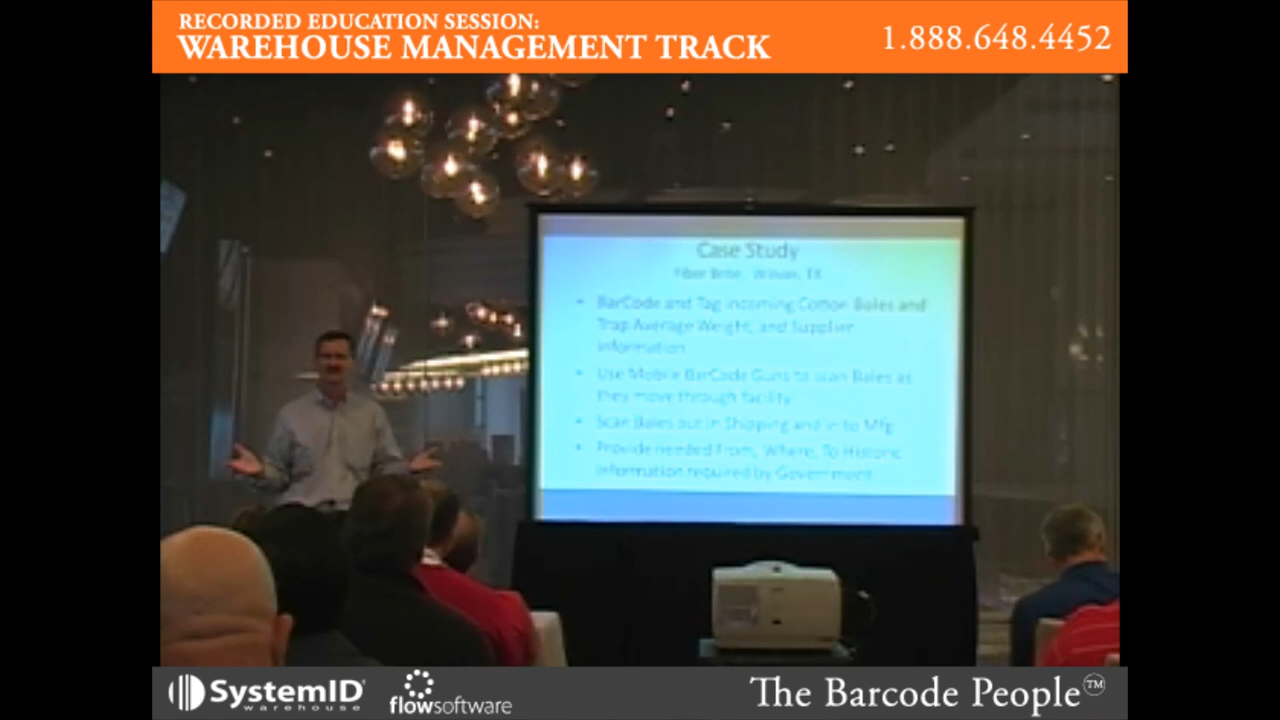 RECORDED EDUCATION SESSION:
WAREHOUSE MANAGEMENT TRACK
1.888.648.4452
Case Study
TX
• BarCode and Tag incoming Cotton Bales and
Trap Average Weight, and Supplier
information
• Use Mobile BarCode Guns to scan Bales as
they move through facility
• Scan Bales out in Shipping and in to Mfg
• Provide needed From, Where, To Historic
information required by Government
SystemID
warehouse
flowsoftware
The Barcode People™